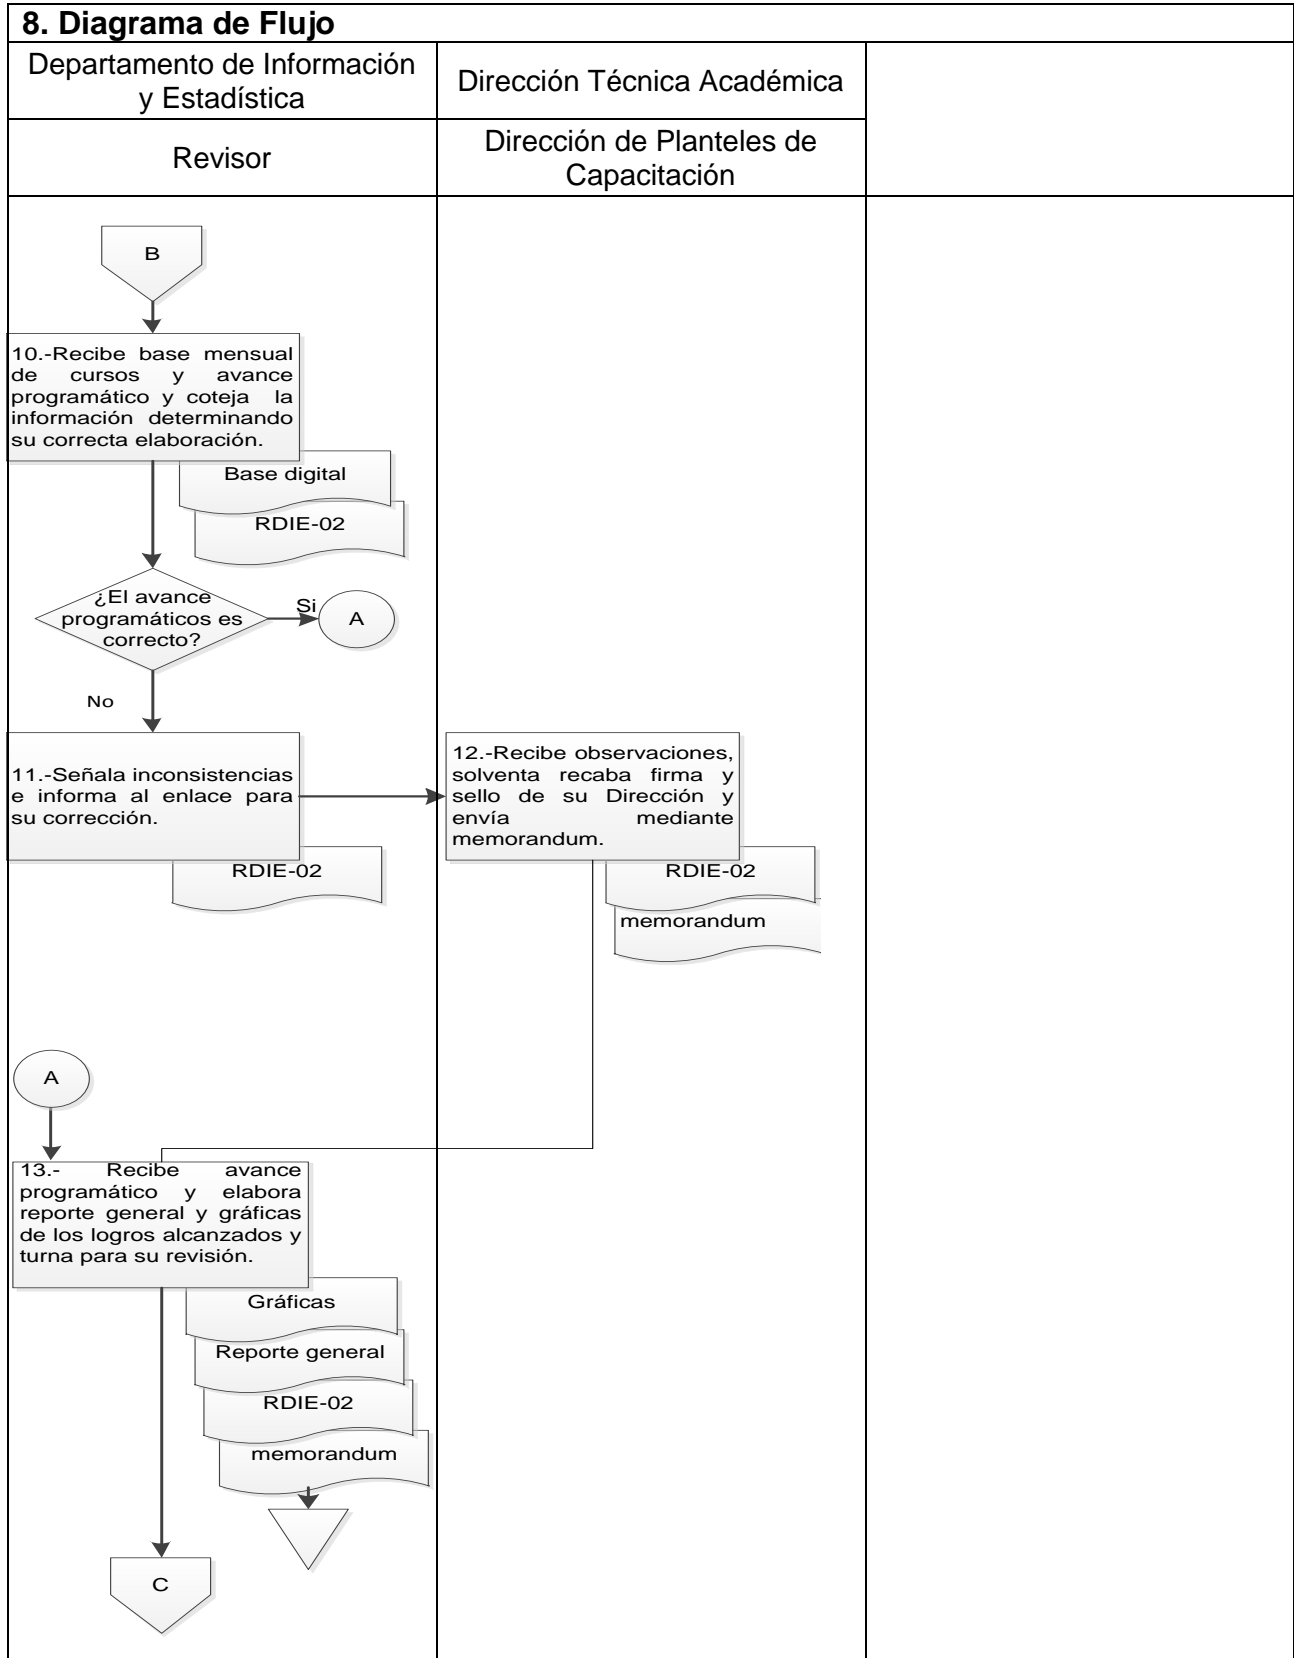 8. Diagrama de Flujo
Departamento de Información
y Estadística
Dirección Técnica Académica
Revisor
Dirección de Planteles de
Capacitación
B
10.-Recibe base mensual
de cursos y avance
programático y coteja la
información determinando
su correcta elaboración.
Base digital
RDIE-02
¿El avance
programáticos es
correcto?
Si
A
No
11.-Señala inconsistencias
e informa al enlace para
su corrección.
RDIE-02
12.-Recibe observaciones,
solventa recaba firma y
sello de su Dirección y
envía mediante
memorandum.
RDIE-02
memorandum
A
13.- Recibe avance
programático y elabora
reporte general y gráficas
de los logros alcanzados y
turna para su revisión.
Gráficas
Reporte general
RDIE-02
memorandum
C